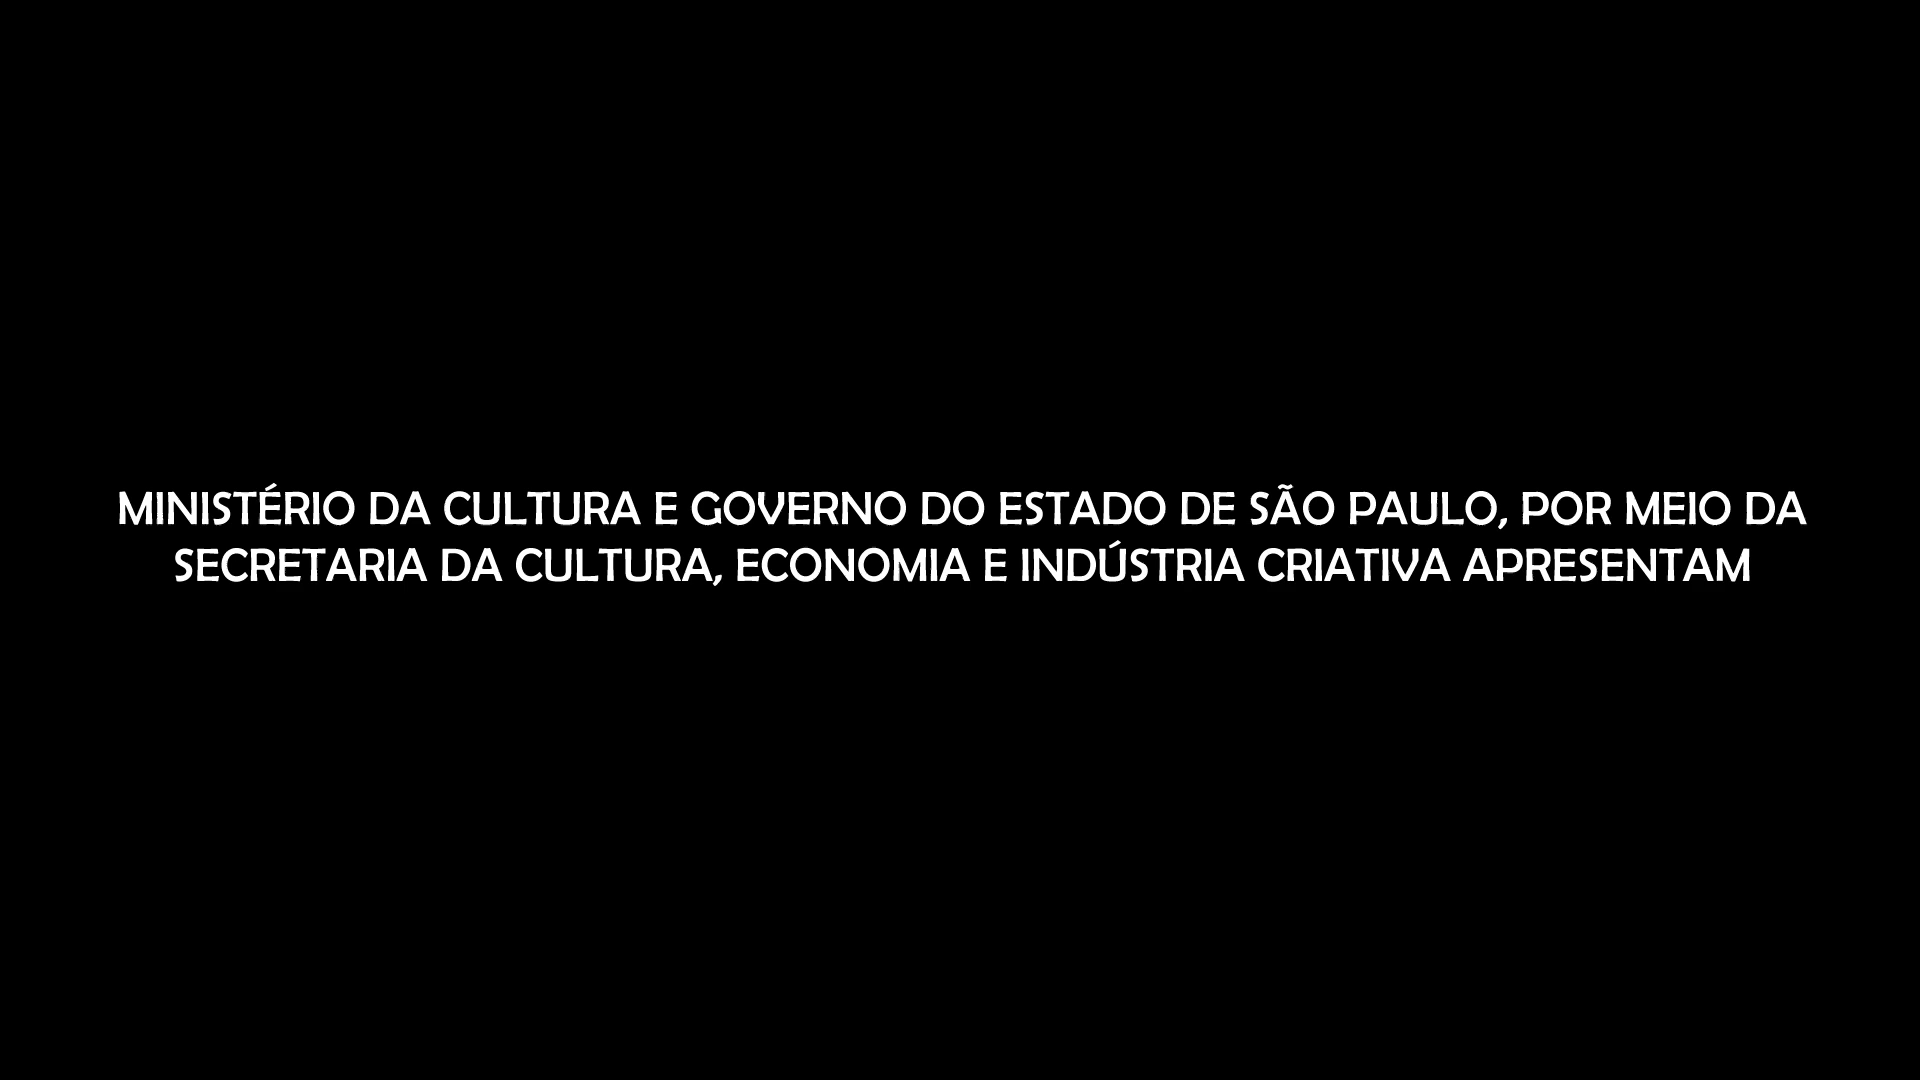 MINISTÉRIO DA CULTURA E GOVERNO DO ESTADO DE SÃO PAULO, POR MEIO DA
SECRETARIA DA CULTURA, ECONOMIA E INDÚSTRIA CRIATIVA APRESENTAM